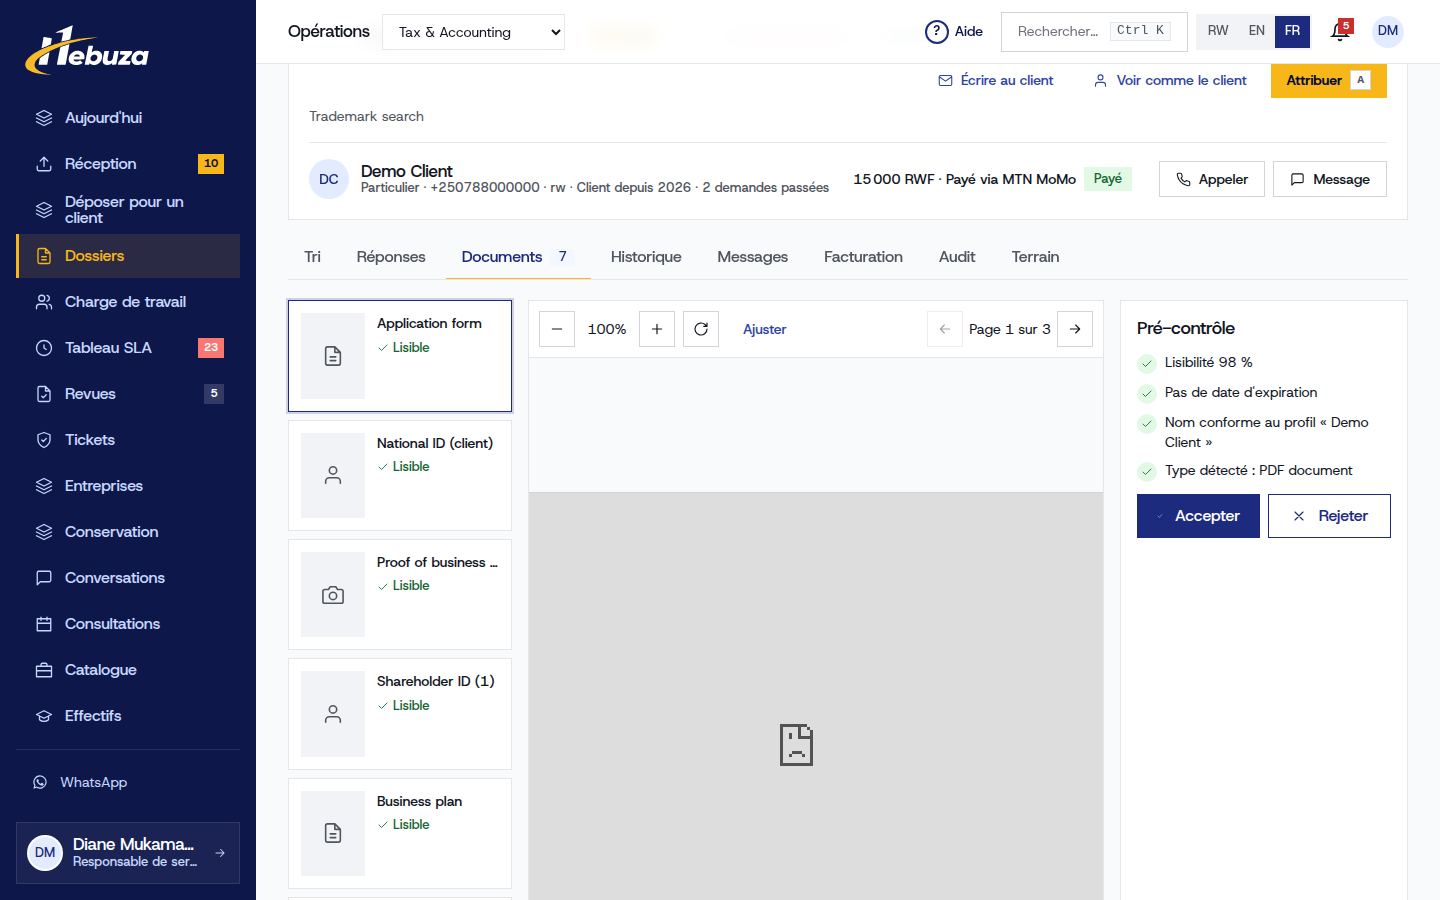 Hebuza
Opérations
Tax & Accounting
? Aide
Rechercher... Ctrl K
RW EN FR
5
DM
Aujourd'hui
Réception 10
Déposer pour un
client
Dossiers
Charge de travail
Tableau SLA 23
Revues 5
Tickets
Entreprises
Conservation
Conversations
Consultations
Catalogue
Effectifs
WhatsApp
DM
Diane Mukama...
Responsable de ser...
Écrire au client
Voir comme le client
Attribuer A
Trademark search
DC
Demo Client
Particulier · +250788000000 · rw · Client depuis 2026 · 2 demandes passées
15 000 RWF · Payé via MTN MoMo Payé
Appeler
Message
Tri
Réponses
Documents 7
Historique
Messages
Facturation
Audit
Terrain
Application form
Lisible
National ID (client)
Lisible
Proof of business ...
Lisible
Shareholder ID (1)
Lisible
Business plan
Lisible
100%
Ajuster
Page 1 sur 3
Pré-contrôle
Lisibilité 98 %
Pas de date d'expiration
Nom conforme au profil « Demo
Client »
Type détecté : PDF document
Accepter
Rejeter